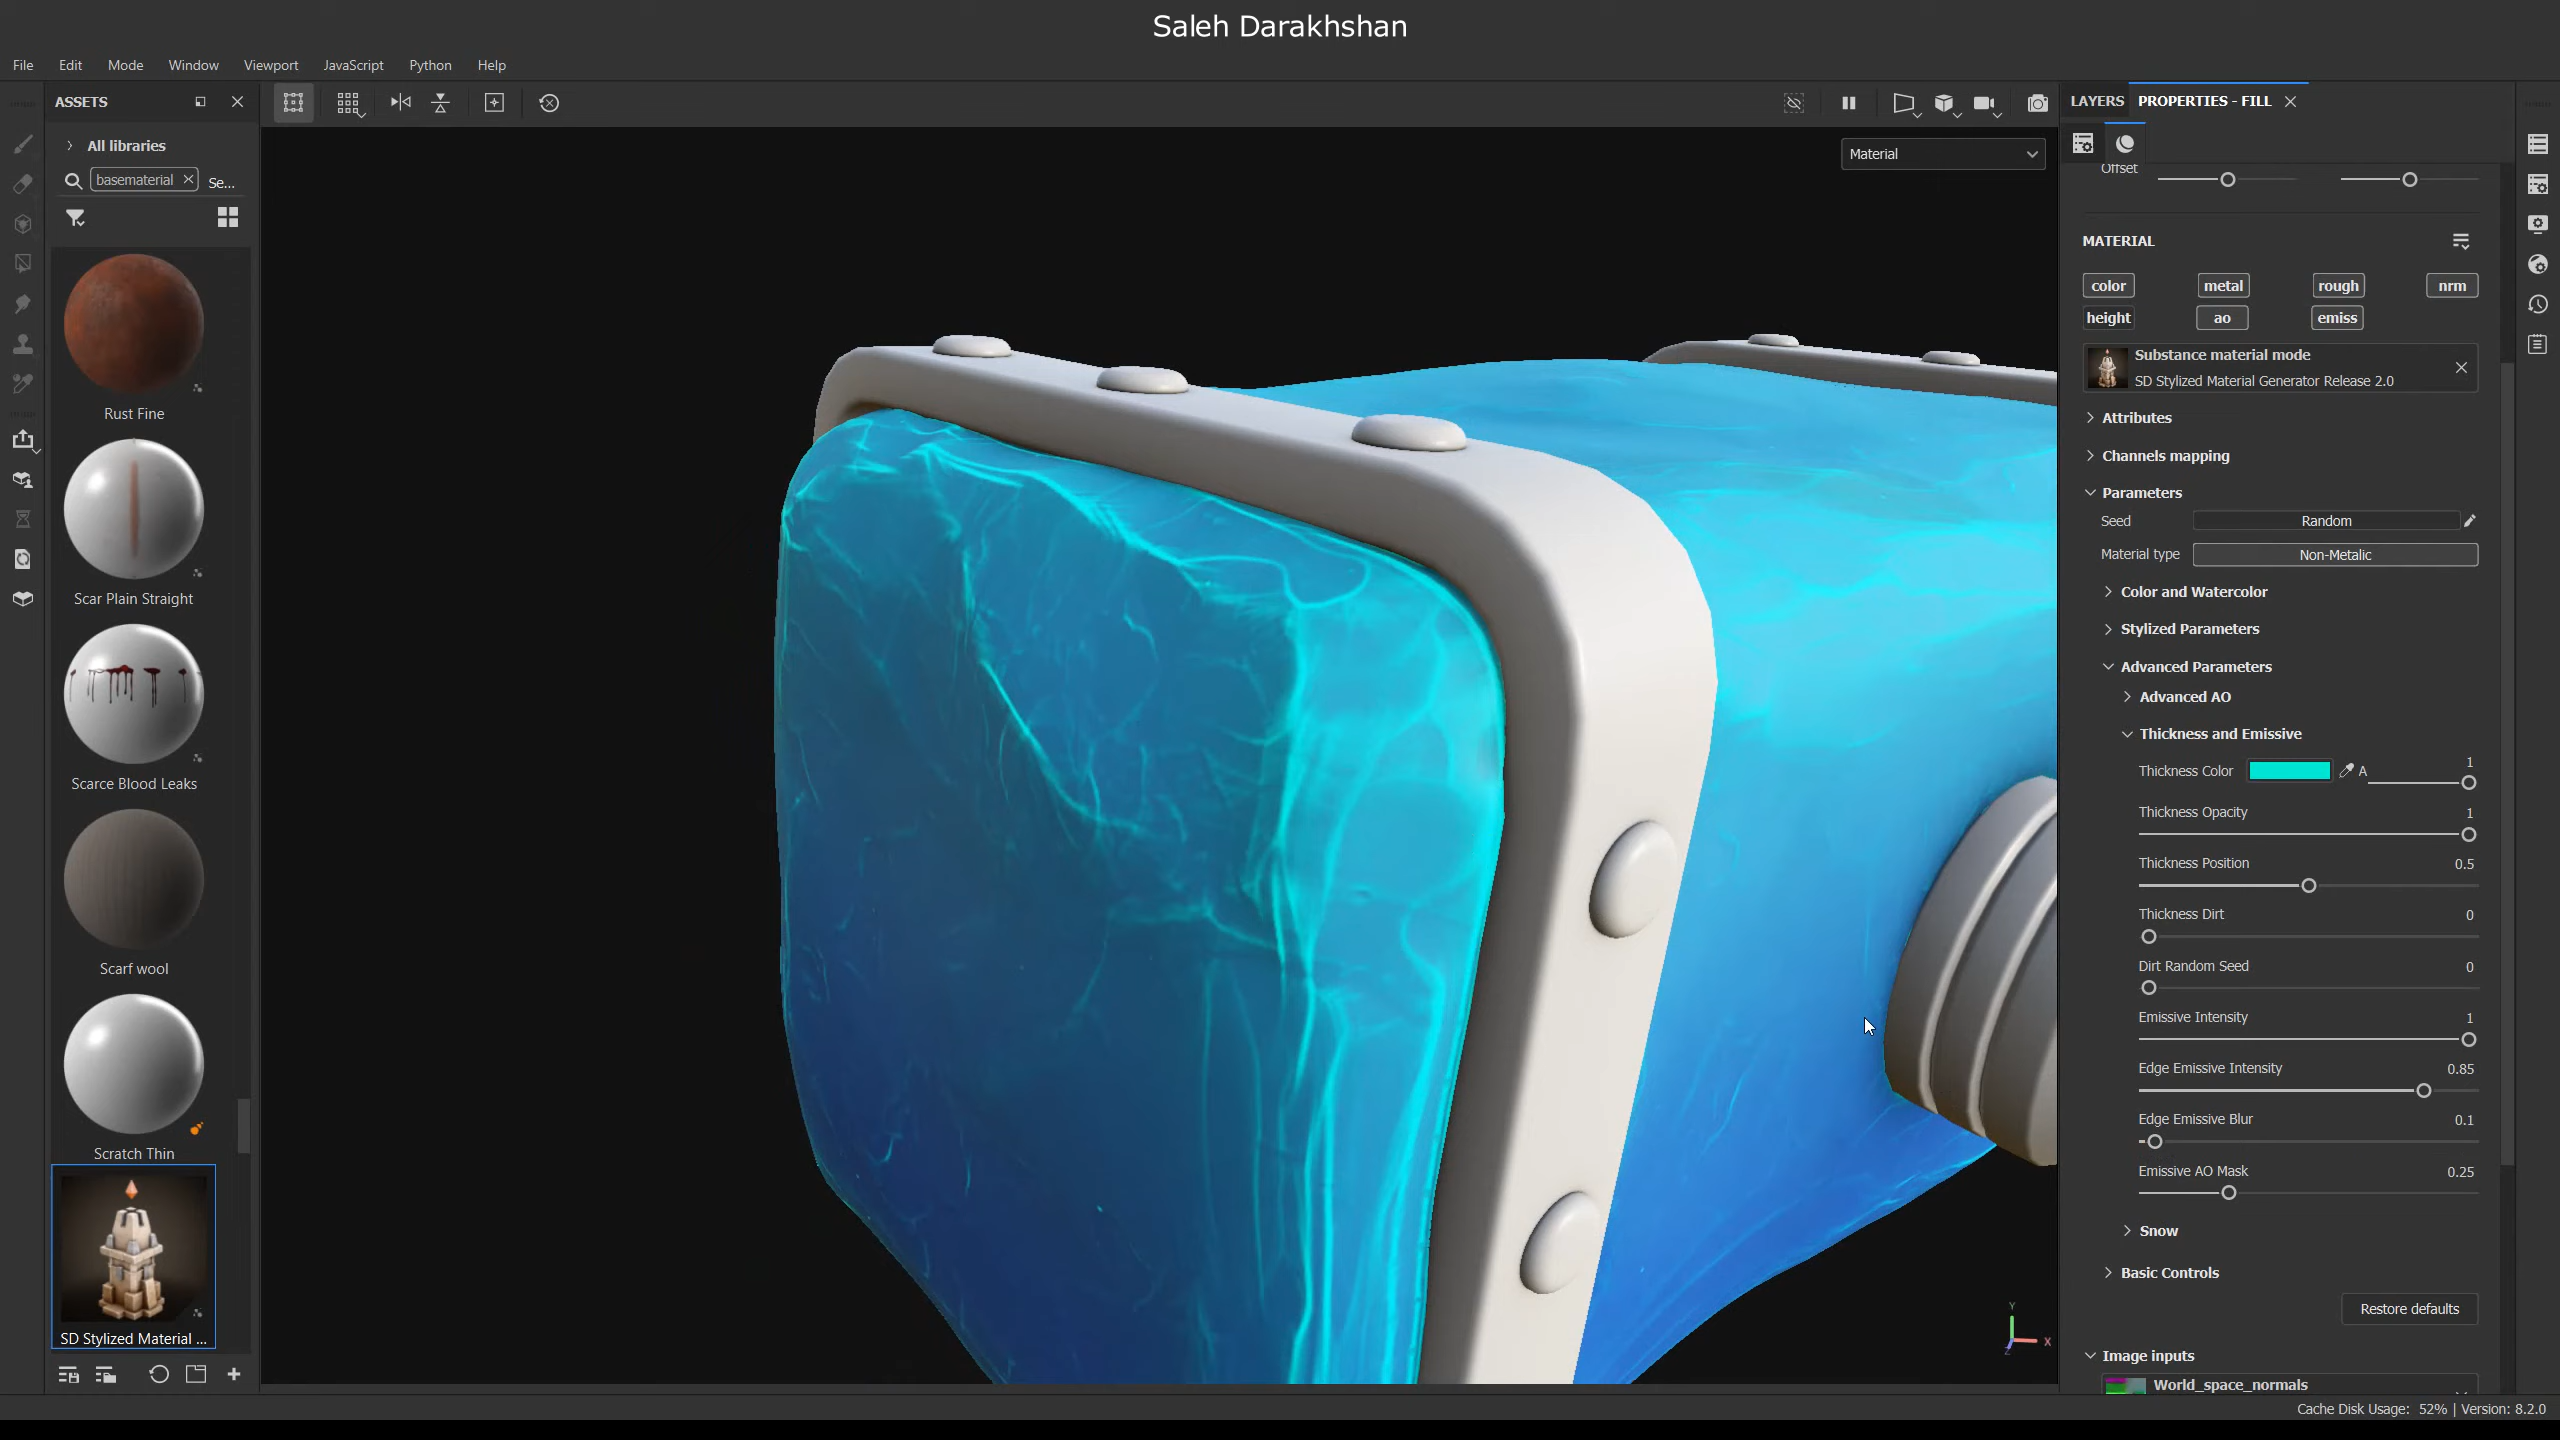 Saleh Darakhshan
File Edit Mode Window Viewport JavaScript Python Help
ASSETS
All libraries
basematerial
Se...
Rust Fine
Scar Plain Straight
Scarce Blood Leaks
Scarf wool
Scratch Thin
SD Stylized Material ...
Material
Y
X
Z
LAYERS PROPERTIES - FILL
Offset
MATERIAL
color metal rough nrm
height ao emiss
Substance material mode
SD Stylized Material Generator Release 2.0
Attributes
Channels mapping
Parameters
Seed Random
Material type Non-Metalic
Color and Watercolor
Stylized Parameters
Advanced Parameters
Advanced AO
Thickness and Emissive
Thickness Color A 1
Thickness Opacity 1
Thickness Position 0.5
Thickness Dirt 0
Dirt Random Seed 0
Emissive Intensity 1
Edge Emissive Intensity 0.85
Edge Emissive Blur 0.1
Emissive AO Mask 0.25
Snow
Basic Controls
Restore defaults
Image inputs
World_space_normals
Cache Disk Usage: 52% | Version: 8.2.0